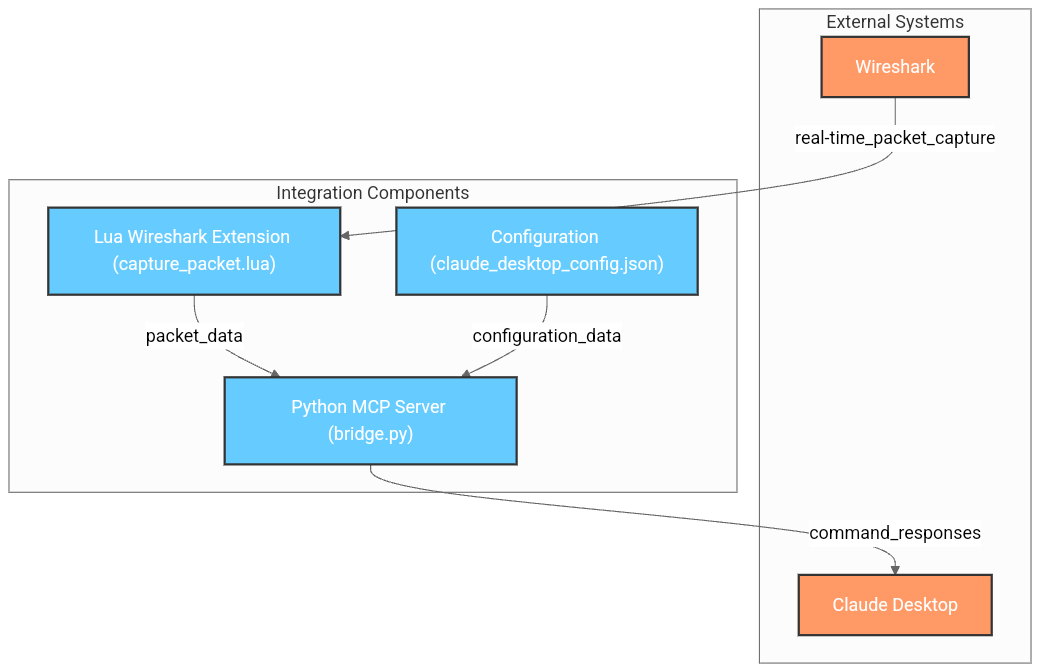 External Systems
Wireshark
real-time_packet_capture
Integration Components
Lua Wireshark Extension
(capture_packet.lua)
Configuration
(claude_desktop_config.json)
packet_data
configuration_data
Python MCP Server
(bridge.py)
command_responses
Claude Desktop